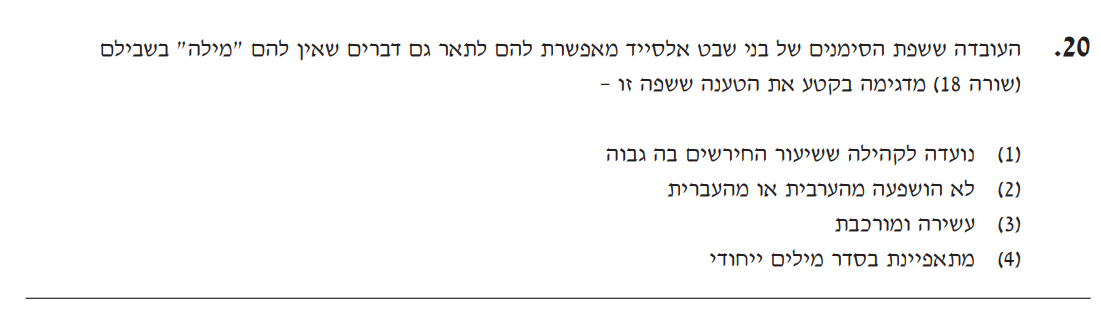 20. העובדה ששפת הסימנים של בני שבט אלסייד מאפשרת להם לתאר גם דברים שאין להם "מילה" בשבילם
(שורה 18) מדגימה בקטע את הטענה ששפה זו –
(1) נועדה לקהילה ששיעור החירשים בה גבוה
(2) לא הושפעה מהערבית או מהעברית
(3) עשירה ומורכבת
(4) מתאפיינת בסדר מילים ייחודי